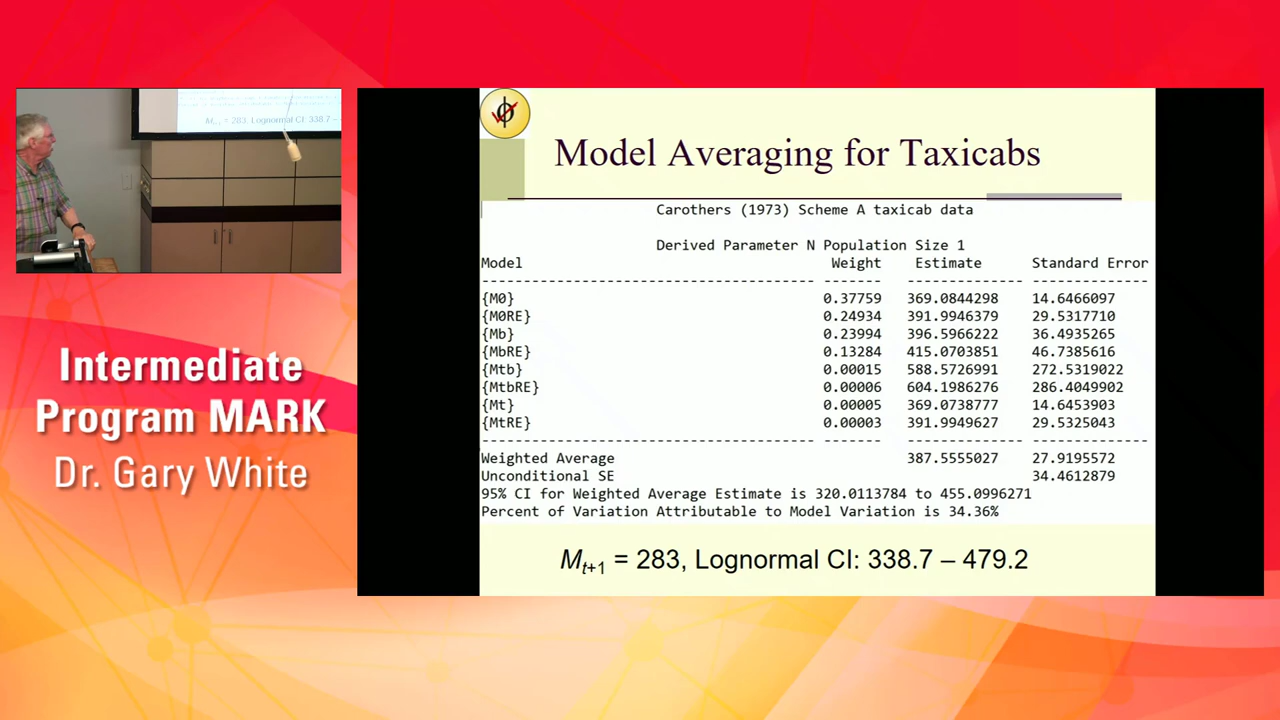 Model Averaging for Taxicabs
Carothers (1973) Scheme A taxicab data
Derived Parameter N Population Size 1
Model Weight Estimate Standard Error
{M0} 0.37759 369.0844298 14.6466097
{M0RE} 0.24934 391.9946379 29.5317710
{Mb} 0.23994 396.5966222 36.4935265
{MbRE} 0.13284 415.0703851 46.7385616
{Mtb} 0.00015 588.5726991 272.5319022
{MtbRE} 0.00006 604.1986276 286.4049902
{Mt} 0.00005 369.0738777 14.6453903
{MtRE} 0.00003 391.9949627 29.5325043
Weighted Average 387.5555027 27.9195572
Unconditional SE 34.4612879
95% CI for Weighted Average Estimate is 320.0113784 to 455.0996271
Percent of Variation Attributable to Model Variation is 34.36%
Mt+1 = 283, Lognormal CI: 338.7 – 479.2
= 283, Lognormal CI: 338.7 –
Intermediate
Program MARK
Dr. Gary White